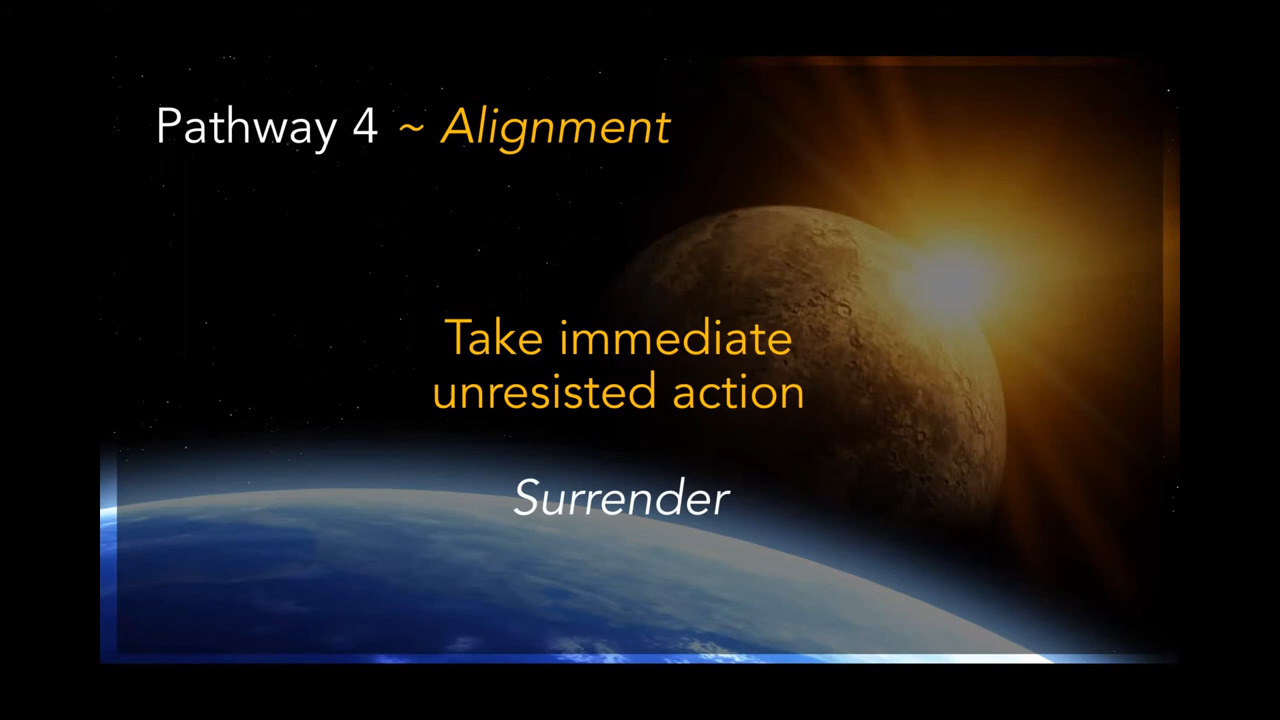 Pathway 4 ~ Alignment
Take immediate
unresisted action
Surrender